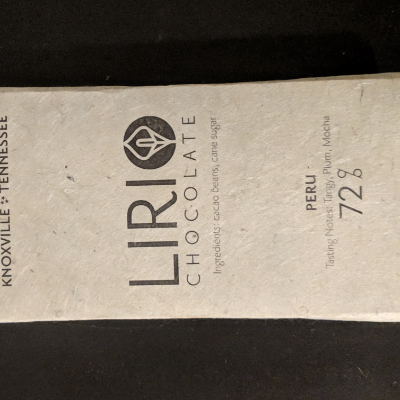 KNOXVILLE TENNESSEE
LIRIO
CHOCOLATE
Ingredients: cacao beans, cane sugar
PERU
Tasting Notes: Tangy, Plum, Mocha
72%